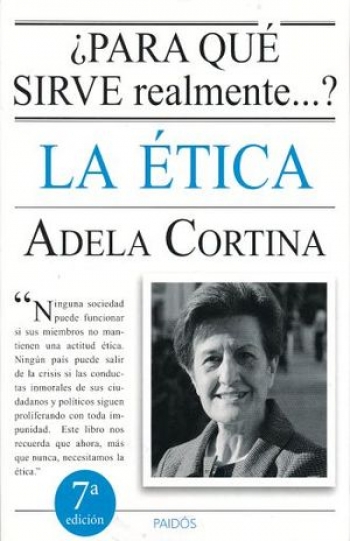 ¿PARA QUÉ
SIRVE realmente...?
LA ÉTICA
ADELA CORTINA
“Ninguna sociedad
puede funcionar
si sus miembros no man-
tienen una actitud ética.
Ningún país puede salir
de la crisis si las conduc-
tas inmorales de sus ciu-
dadanos y políticos siguen
proliferando con toda im-
punidad. Este libro nos
recuerda que ahora, más
que nunca, necesitamos la
ética.”
7ª
edición
PAIDÓS